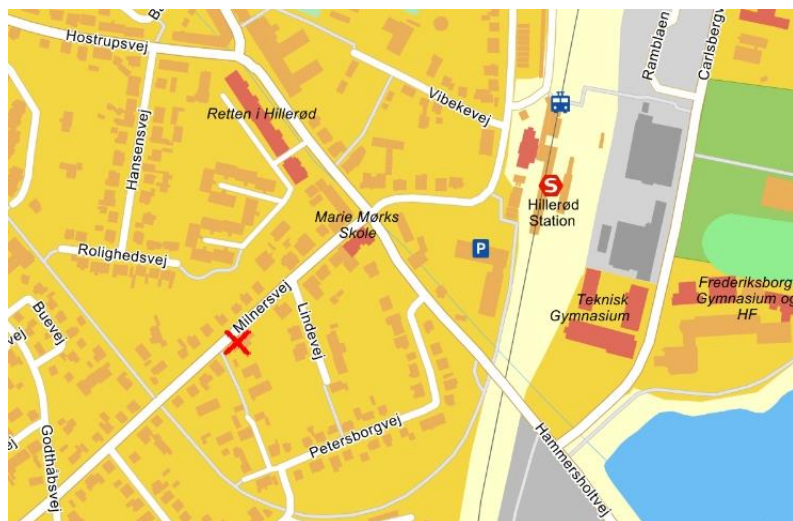 Hostrupsvej
Hansensvej
Retten i Hillerød
Vibekevej
Ramblaen
Carlsbergv
S
Hillerød
Station
Marie Mørks
Skole
P
Rolighedsvej
Milnersvej
Lindevej
Buevej
Teknisk
Gymnasium
Frederiksborg
Gymnasium og
HF
Petersborgvej
Godthåbsvej
Hammersholtvej